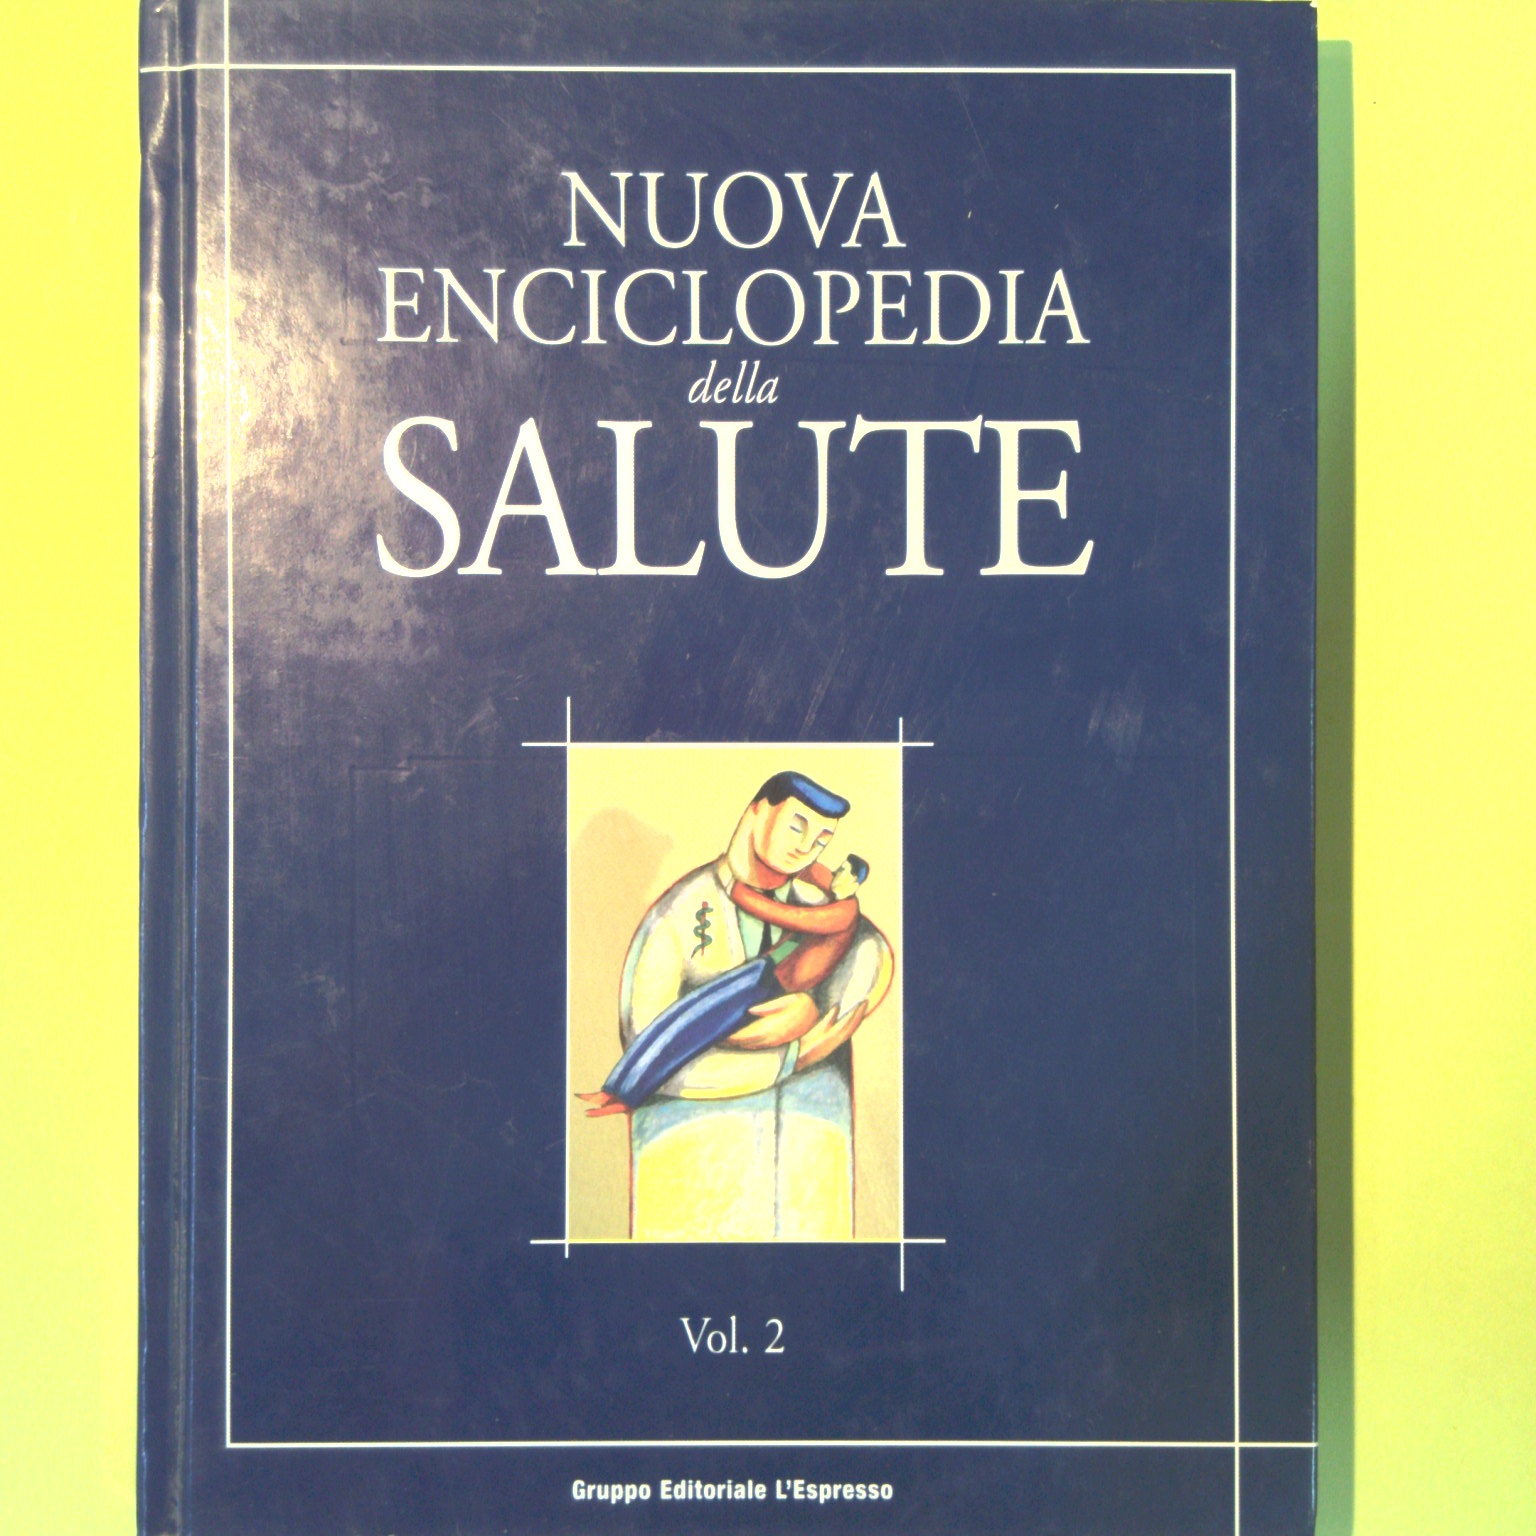 NUOVA
ENCICLOPEDIA
della
SALUTE
Vol. 2
Gruppo Editoriale L'Espresso